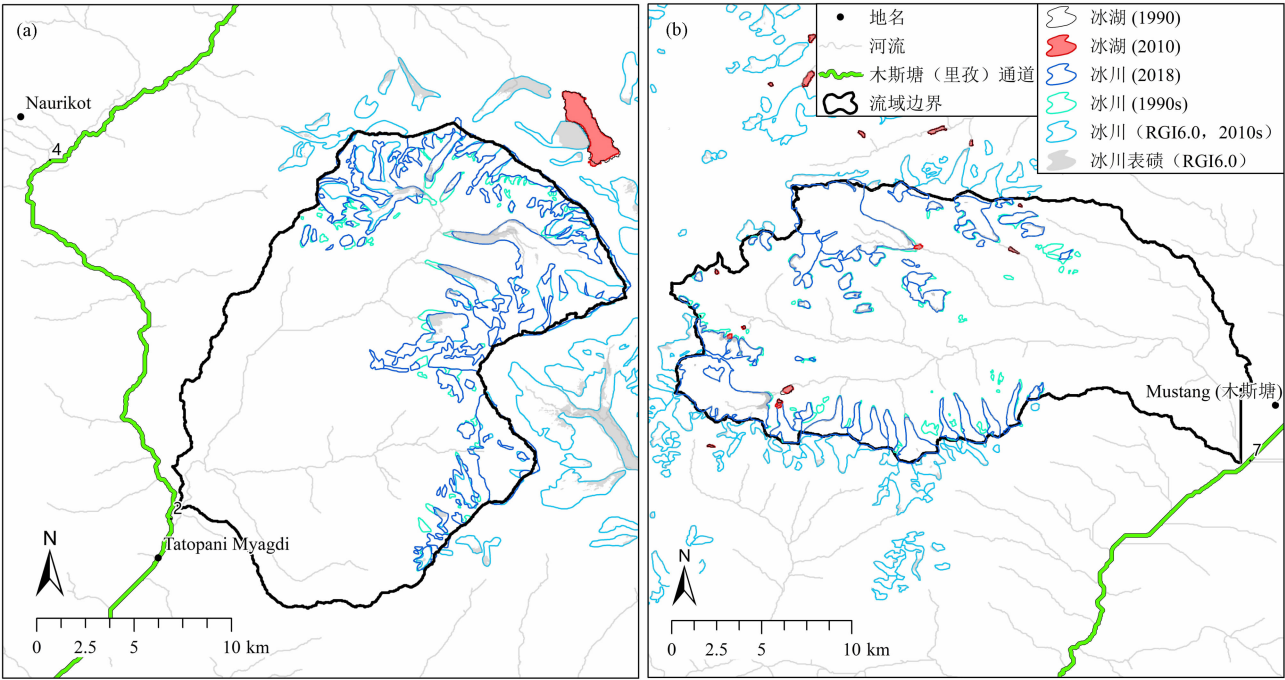 (a)
Naurikot
4
2
Tatopani Myagdi
N
0 2.5 5 10 km
(b)
地名
河流
木斯塘（里孜）通道
流域边界
冰湖 (1990)
冰湖 (2010)
冰川 (2018)
冰川 (1990s)
冰川（RGI6.0，2010s）
冰川表碛（RGI6.0）
Mustang (木斯塘)
7
N
0 2.5 5 10 km